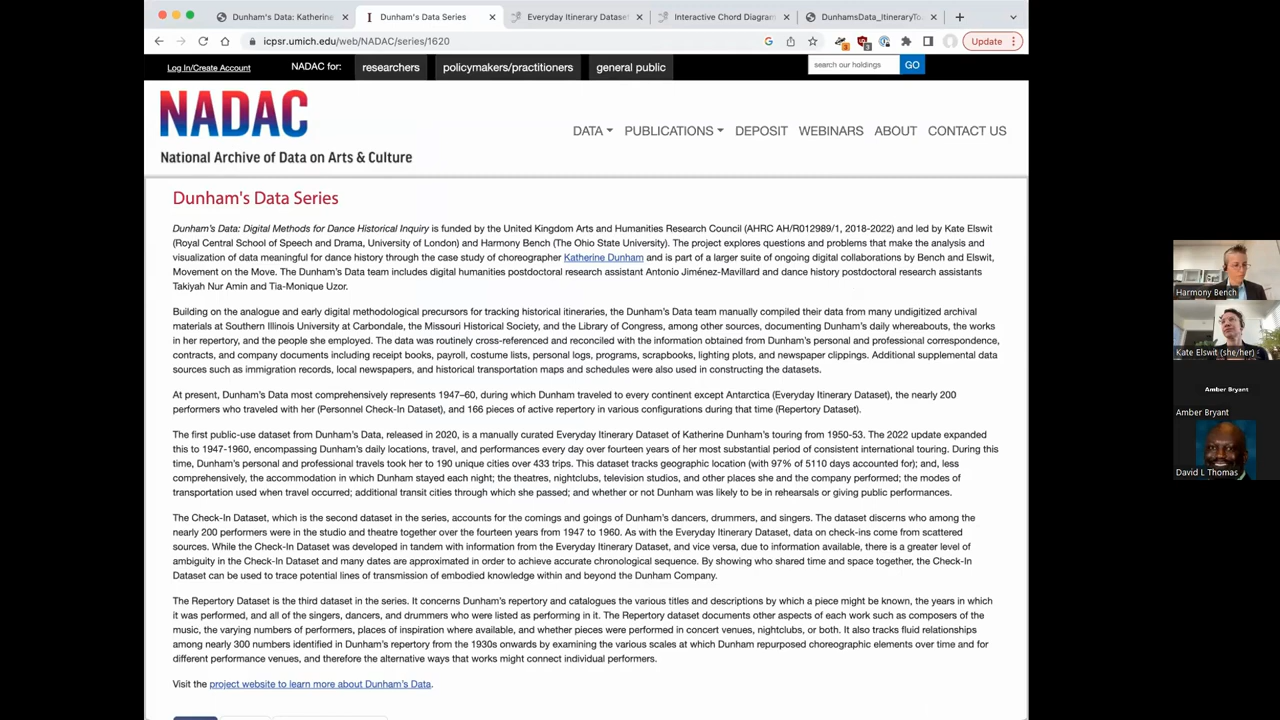 Dunham's Data: Katherine
Dunham's Data Series
Everyday Itinerary Dataset
Interactive Chord Diagram
DunhamsData_ItineraryTo
icpsr.umich.edu/web/NADAC/series/1620
Update
Log In/Create Account
NADAC for:
researchers
policymakers/practitioners
general public
search our holdings
GO
NADAC
National Archive of Data on Arts & Culture
DATA
PUBLICATIONS
DEPOSIT
WEBINARS
ABOUT
CONTACT US
Dunham's Data Series
Dunham's Data: Digital Methods for Dance Historical Inquiry is funded by the United Kingdom Arts and Humanities Research Council (AHRC AH/R012989/1, 2018-2022) and led by Kate Elswit
(Royal Central School of Speech and Drama, University of London) and Harmony Bench (The Ohio State University). The project explores questions and problems that make the analysis and
visualization of data meaningful for dance history through the case study of choreographer Katherine Dunham and is part of a larger suite of ongoing digital collaborations by Bench and Elswit,
Movement on the Move. The Dunham's Data team includes digital humanities postdoctoral research assistant Antonio Jiménez-Mavillard and dance history postdoctoral research assistants
Takiyah Nur Amin and Tia-Monique Uzor.
Building on the analogue and early digital methodological precursors for tracking historical itineraries, the Dunham's Data team manually compiled their data from many undigitized archival
materials at Southern Illinois University at Carbondale, the Missouri Historical Society, and the Library of Congress, among other sources, documenting Dunham's daily whereabouts, the works
in her repertory, and the people she employed. The data was routinely cross-referenced and reconciled with the information obtained from Dunham's personal and professional correspondence,
contracts, and company documents including receipt books, payroll, costume lists, personal logs, programs, scrapbooks, lighting plots, and newspaper clippings. Additional supplemental data
sources such as immigration records, local newspapers, and historical transportation maps and schedules were also used in constructing the datasets.
At present, Dunham's Data most comprehensively represents 1947–60, during which Dunham traveled to every continent except Antarctica (Everyday Itinerary Dataset), the nearly 200
performers who traveled with her (Personnel Check-In Dataset), and 166 pieces of active repertory in various configurations during that time (Repertory Dataset).
The first public-use dataset from Dunham's Data, released in 2020, is a manually curated Everyday Itinerary Dataset of Katherine Dunham's touring from 1950-53. The 2022 update expanded
this to 1947-1960, encompassing Dunham's daily locations, travel, and performances every day over fourteen years of her most substantial period of consistent international touring. During this
time, Dunham's personal and professional travels took her to 190 unique cities over 433 trips. This dataset tracks geographic location (with 97% of 5110 days accounted for); and, less
comprehensively, the accommodation in which Dunham stayed each night; the theatres, nightclubs, television studios, and other places she and the company performed; the modes of
transportation used when travel occurred; additional transit cities through which she passed; and whether or not Dunham was likely to be in rehearsals or giving public performances.
The Check-In Dataset, which is the second dataset in the series, accounts for the comings and goings of Dunham's dancers, drummers, and singers. The dataset discerns who among the
nearly 200 performers were in the studio and theatre together over the fourteen years from 1947 to 1960. As with the Everyday Itinerary Dataset, data on check-ins come from scattered
sources. While the Check-In Dataset was developed in tandem with information from the Everyday Itinerary Dataset, and vice versa, due to information available, there is a greater level of
ambiguity in the Check-In Dataset and many dates are approximated in order to achieve accurate chronological sequence. By showing who shared time and space together, the Check-In
Dataset can be used to trace potential lines of transmission of embodied knowledge within and beyond the Dunham Company.
The Repertory Dataset is the third dataset in the series. It concerns Dunham's repertory and catalogues the various titles and descriptions by which a piece might be known, the years in which
it was performed, and all of the singers, dancers, and drummers who were listed as performing in it. The Repertory dataset documents other aspects of each work such as composers of the
music, the varying numbers of performers, places of inspiration where available, and whether pieces were performed in concert venues, nightclubs, or both. It also tracks fluid relationships
among nearly 300 numbers identified in Dunham's repertory from the 1930s onwards by examining the various scales at which Dunham repurposed choreographic elements over time and for
different performance venues, and therefore the alternative ways that works might connect individual performers.
Visit the project website to learn more about Dunham's Data.
Harmony Bench
Kate Elswit (she/her)
Amber Bryant
Amber Bryant
David L Thomas